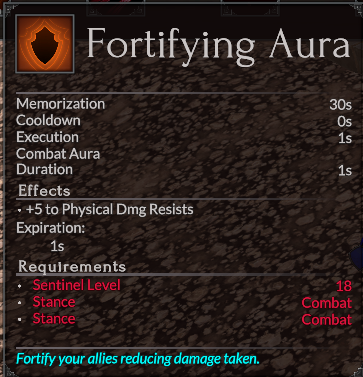 Fortifying Aura
Memorization 30s
Cooldown 0s
Execution 1s
Combat Aura
Duration 1s
Effects
• +5 to Physical Dmg Resists
Expiration:
1s
Requirements
• Sentinel Level 18
• Stance Combat
• Stance Combat
Fortify your allies reducing damage taken.